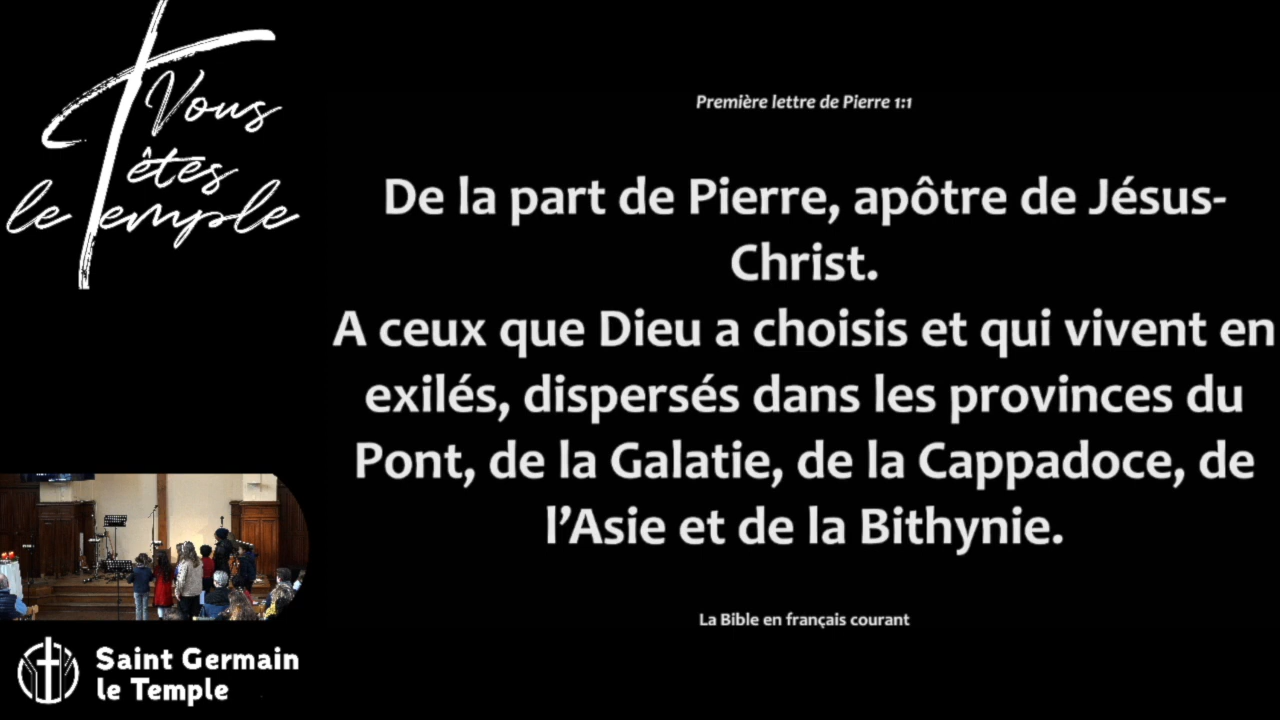 Vous
êtes
le Temple
Première lettre de Pierre 1:1
De la part de Pierre, apôtre de Jésus-
Christ.
A ceux que Dieu a choisis et qui vivent en
exilés, dispersés dans les provinces du
Pont, de la Galatie, de la Cappadoce, de
l’Asie et de la Bithynie.
La Bible en français courant
Saint Germain
le Temple